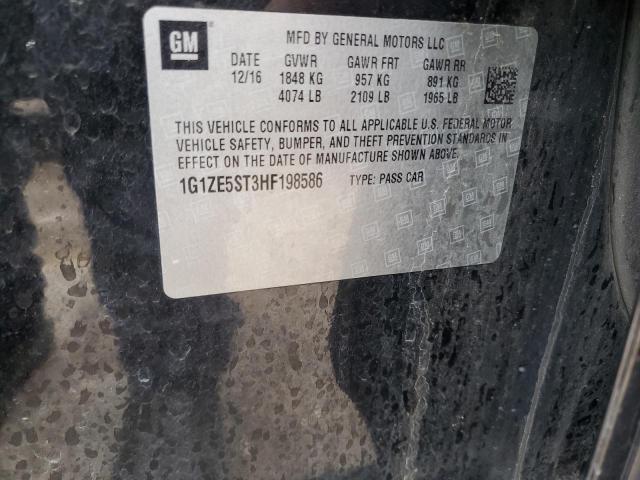 GM
MFD BY GENERAL MOTORS LLC
DATE GVWR GAWR FRT GAWR RR
12/16 1848 KG 957 KG 891 KG
4074 LB 2109 LB 1965 LB
THIS VEHICLE CONFORMS TO ALL APPLICABLE U.S. FEDERAL MOTOR
VEHICLE SAFETY, BUMPER, AND THEFT PREVENTION STANDARDS IN
EFFECT ON THE DATE OF MANUFACTURE SHOWN ABOVE.
1G1ZE5ST3HF198586 TYPE: PASS CAR